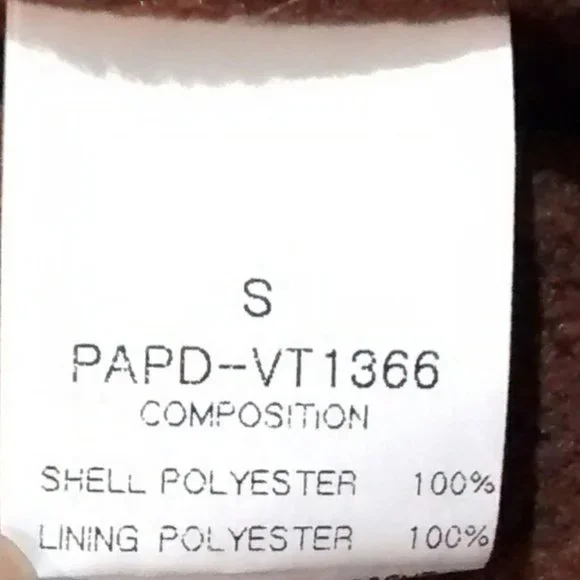 S
PAPD-VT1366
COMPOSITION
SHELL POLYESTER 100%
LINING POLYESTER 100%